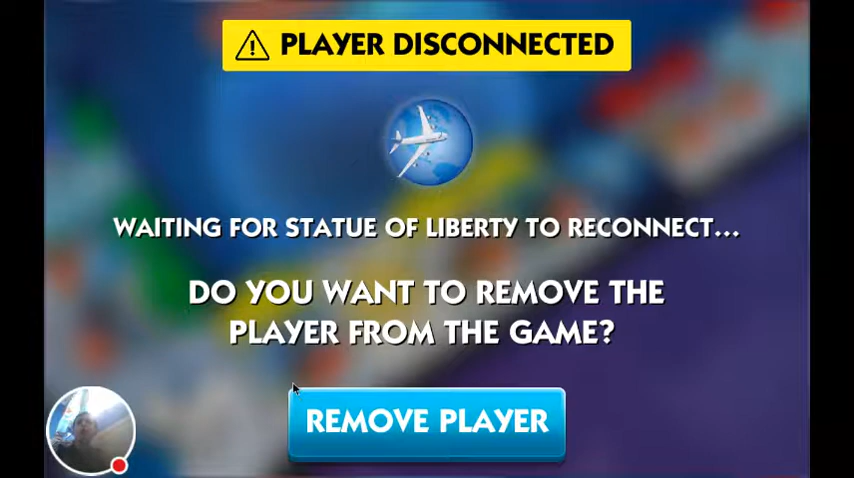 PLAYER DISCONNECTED
WAITING FOR STATUE OF LIBERTY TO RECONNECT...
DO YOU WANT TO REMOVE THE
PLAYER FROM THE GAME?
REMOVE PLAYER